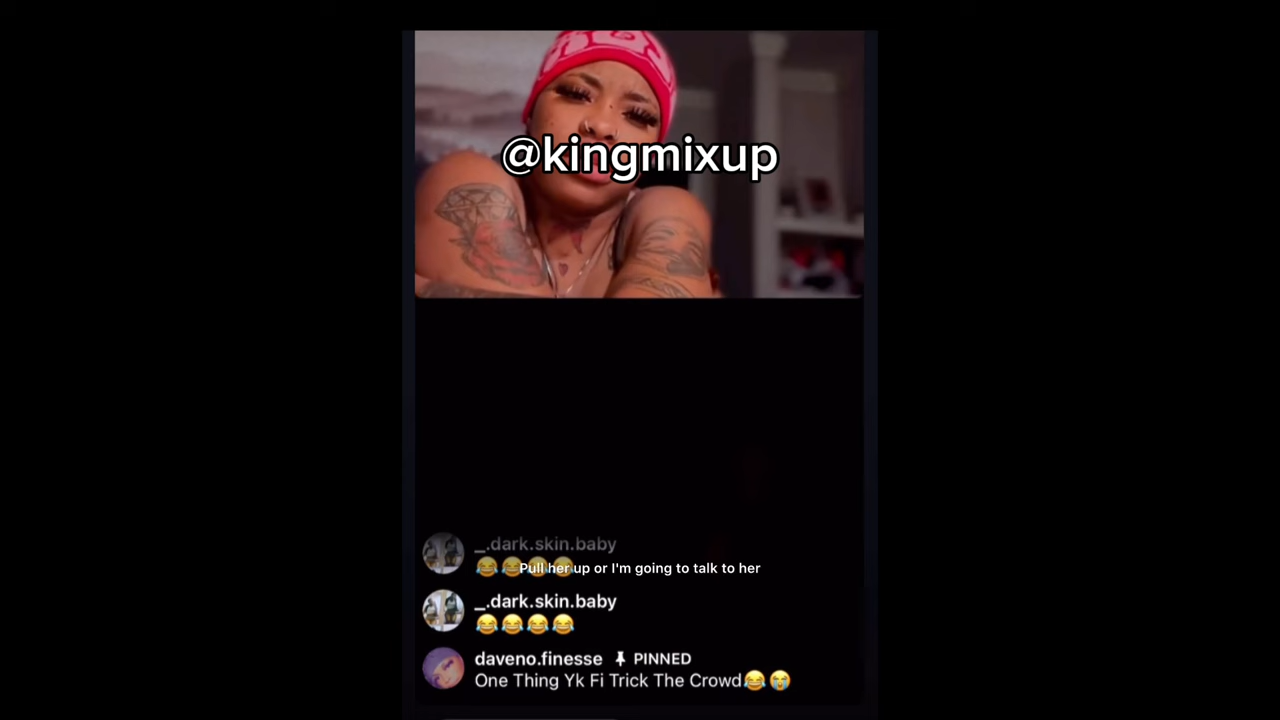 @kingmixup
_.dark.skin.baby
😂😂😂😂
Pull her up or I'm going to talk to her
_.dark.skin.baby
😂😂😂😂
daveno.finesse 📌 PINNED
One Thing Yk Fi Trick The Crowd😂😭